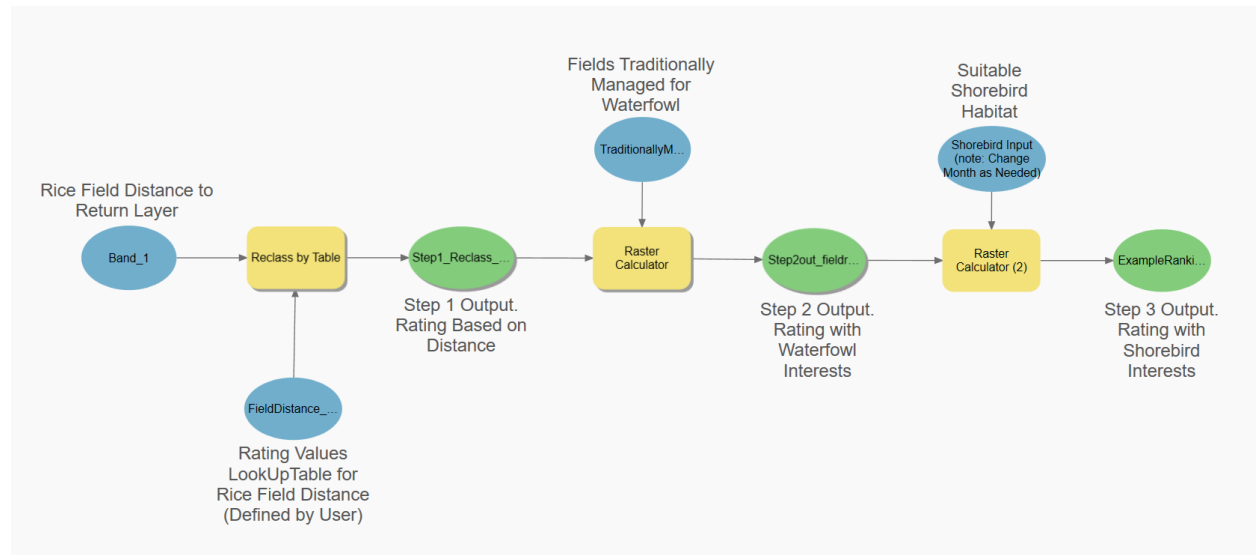 Rice Field Distance to
Return Layer
Band_1
Reclass by Table
FieldDistance_...
Rating Values
LookUpTable for
Rice Field Distance
(Defined by User)
Step1_Reclass_...
Step 1 Output.
Rating Based on
Distance
Fields Traditionally
Managed for
Waterfowl
TraditionallyM...
Raster
Calculator
Step2out_fieldr...
Step 2 Output.
Rating with
Waterfowl
Interests
Suitable
Shorebird
Habitat
Shorebird Input
(note: Change
Month as Needed)
Raster
Calculator (2)
ExampleRanki...
Step 3 Output.
Rating with
Shorebird
Interests